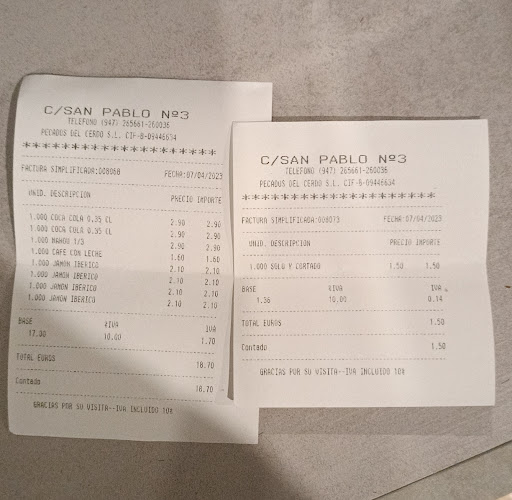 C/SAN PABLO Nº3
TELEFONO (947) 265661-260036
PECADOS DEL CERDO S.L. CIF-B-09446634
********************
FACTURA SIMPLIFICADA:008068 FECHA:07/04/2023
UNID. DESCRIPCION PRECIO IMPORTE
1.000 COCA COLA 0,35 CL 2.90 2.90
1.000 COCA COLA 0,35 CL 2.90 2.90
1.000 MAHOU 1/3 2.90 2.90
1.000 CAFE CON LECHE 1.60 1.60
1.000 JAMON IBERICO 2.10 2.10
1.000 JAMON IBERICO 2.10 2.10
1.000 JAMON IBERICO 2.10 2.10
1.000 JAMON IBERICO 2.10 2.10
BASE %IVA IVA
17.00 10.00 1.70
TOTAL EUROS 18.70
Contado 18.70
GRACIAS POR SU VISITA--IVA INCLUIDO 10%
C/SAN PABLO Nº3
TELEFONO (947) 265661-260036
PECADOS DEL CERDO S.L. CIF-B-09446634
********************
FACTURA SIMPLIFICADA:008073 FECHA:07/04/2023
UNID. DESCRIPCION PRECIO IMPORTE
1.000 SOLO Y CORTADO 1.50 1.50
BASE %IVA IVA
1.36 10.00 0.14
TOTAL EUROS 1.50
Contado 1.50
GRACIAS POR SU VISITA--IVA INCLUIDO 10%